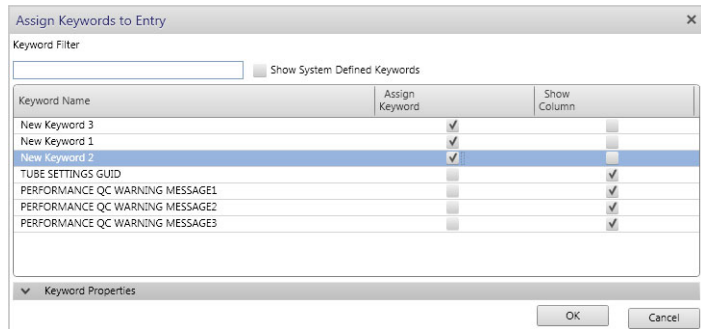 Assign Keywords to Entry
Keyword Filter
Show System Defined Keywords
Keyword Name Assign Keyword Show Column
New Keyword 3
New Keyword 1
New Keyword 2
TUBE SETTINGS GUID
PERFORMANCE QC WARNING MESSAGE1
PERFORMANCE QC WARNING MESSAGE2
PERFORMANCE QC WARNING MESSAGE3
Keyword Properties
OK Cancel